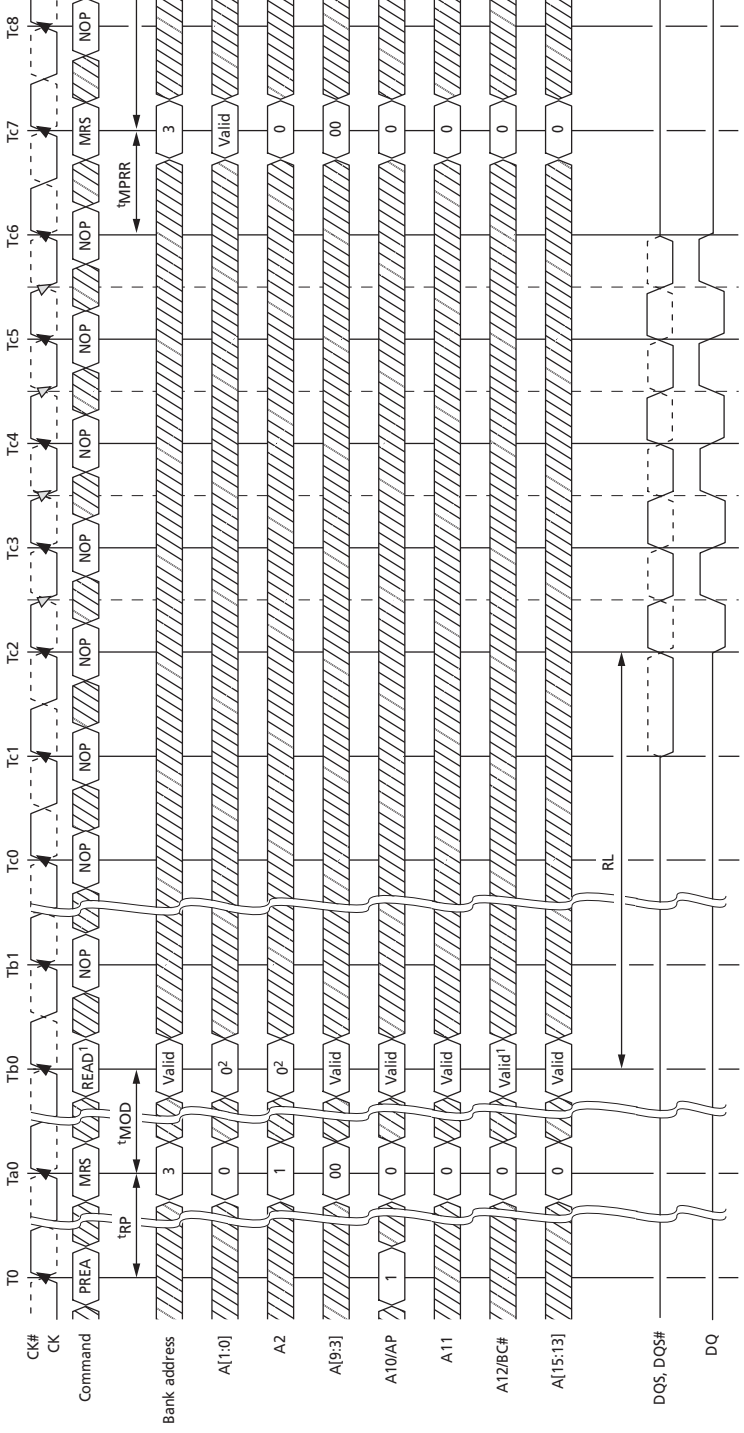 T0 Ta0 Tb0 Tb1 Tc0 Tc1 Tc2 Tc3 Tc4 Tc5 Tc6 Tc7 Tc8
CK#
CK
Command PREA MRS READ1 NOP NOP NOP NOP NOP NOP NOP NOP MRS NOP
tRP tMOD tMPRR
Bank address 3 Valid 3
A[1:0] 0 02 Valid
A2 1 02 0
A[9:3] 00 Valid 00
A10/AP 1 0 Valid 0
A11 0 Valid 0
A12/BC# 0 Valid1 0
A[15:13] 0 Valid 0
RL
DQS, DQS#
DQ